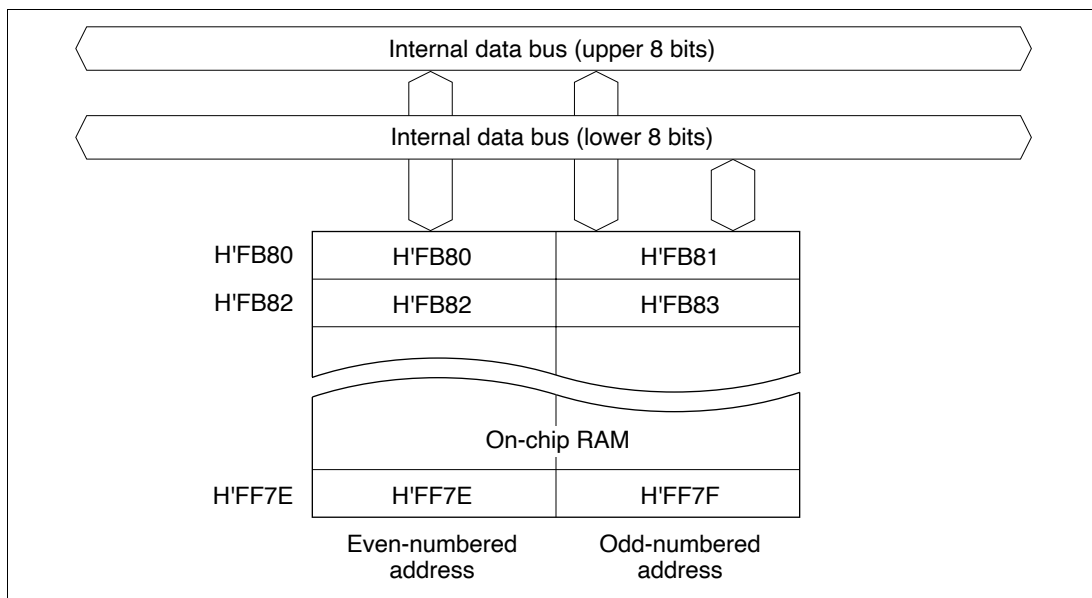 Internal data bus (upper 8 bits)
Internal data bus (lower 8 bits)
H'FB80 H'FB80 H'FB81
H'FB82 H'FB82 H'FB83
On-chip RAM
H'FF7E H'FF7E H'FF7F
Even-numbered Odd-numbered
address address